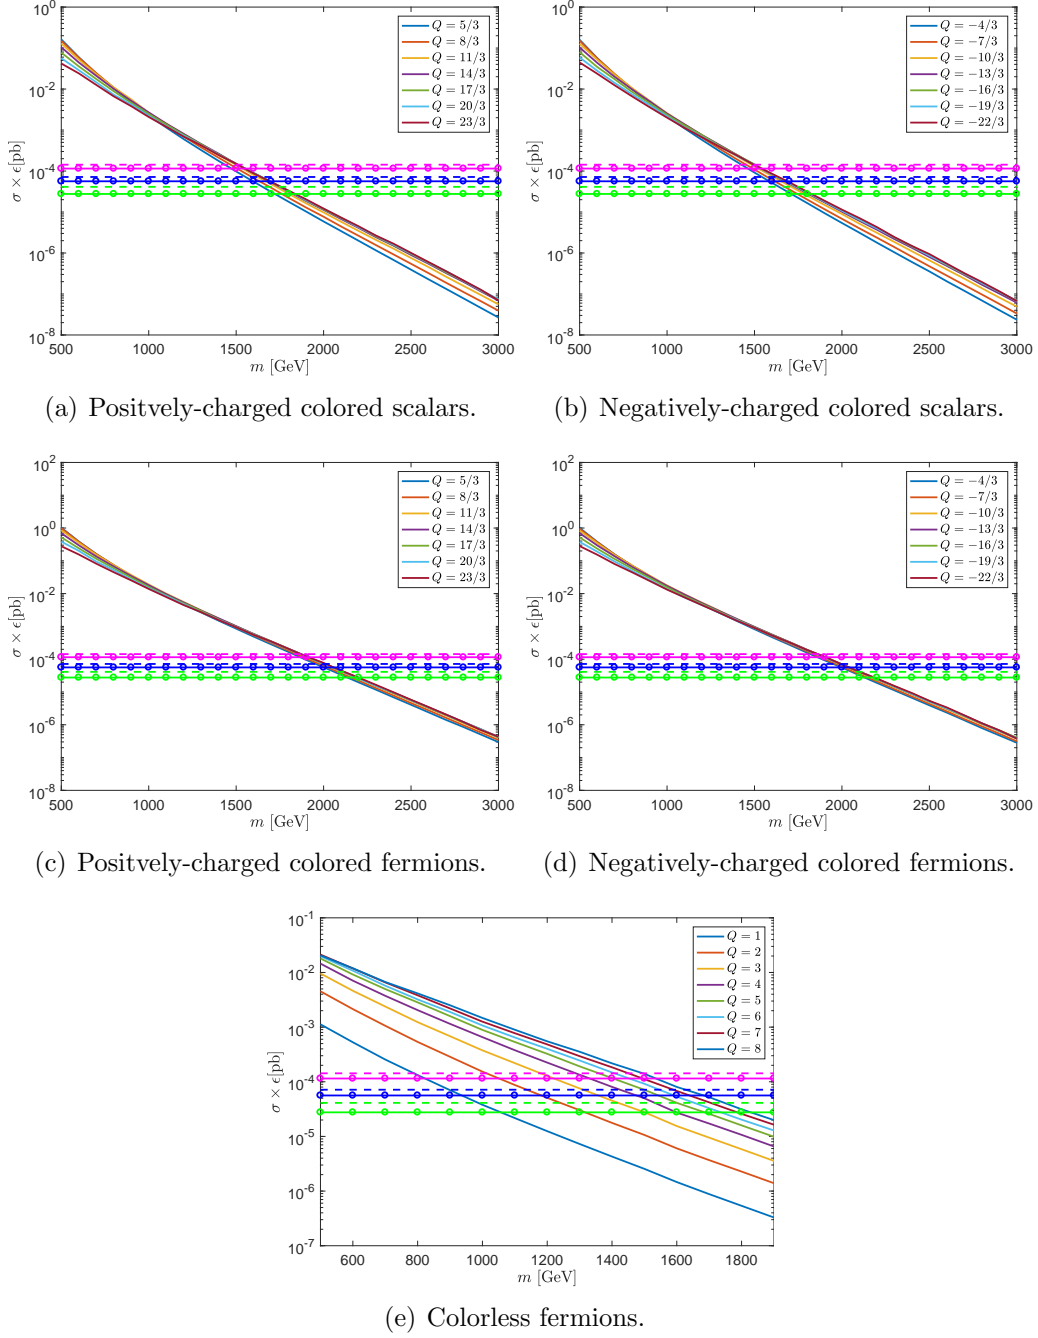 10^0
10^-2
10^-4
10^-6
10^-8
σ × ϵ[pb]
500 1000 1500 2000 2500 3000
m [GeV]
Q = 5/3
Q = 8/3
Q = 11/3
Q = 14/3
Q = 17/3
Q = 20/3
Q = 23/3
(a) Positvely-charged colored scalars.
10^0
10^-2
10^-4
10^-6
10^-8
σ × ϵ[pb]
500 1000 1500 2000 2500 3000
m [GeV]
Q = −4/3
Q = −7/3
Q = −10/3
Q = −13/3
Q = −16/3
Q = −19/3
Q = −22/3
(b) Negatively-charged colored scalars.
10^2
10^0
10^-2
10^-4
10^-6
10^-8
σ × ϵ[pb]
500 1000 1500 2000 2500 3000
m [GeV]
Q = 5/3
Q = 8/3
Q = 11/3
Q = 14/3
Q = 17/3
Q = 20/3
Q = 23/3
(c) Positvely-charged colored fermions.
10^2
10^0
10^-2
10^-4
10^-6
10^-8
σ × ϵ[pb]
500 1000 1500 2000 2500 3000
m [GeV]
Q = −4/3
Q = −7/3
Q = −10/3
Q = −13/3
Q = −16/3
Q = −19/3
Q = −22/3
(d) Negatively-charged colored fermions.
10^-1
10^-2
10^-3
10^-4
10^-5
10^-6
10^-7
σ × ϵ[pb]
600 800 1000 1200 1400 1600 1800
m [GeV]
Q = 1
Q = 2
Q = 3
Q = 4
Q = 5
Q = 6
Q = 7
Q = 8
(e) Colorless fermions.